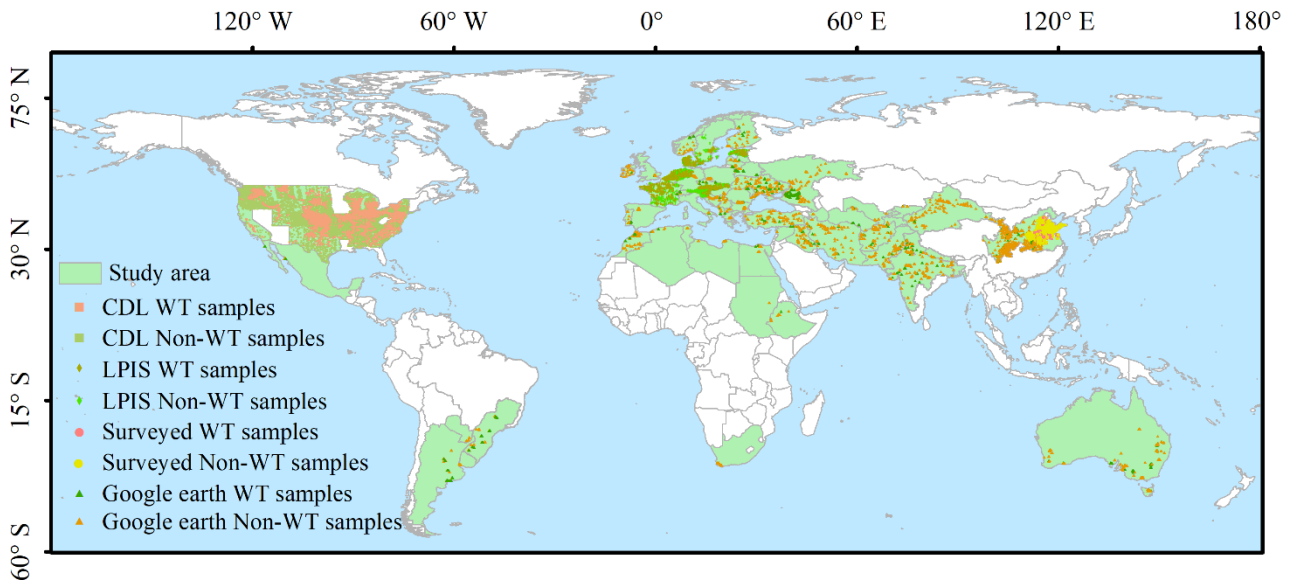 120° W 60° W 0° 60° E 120° E 180°
75° N
30° N
15° S
60° S
Study area
CDL WT samples
CDL Non-WT samples
LPIS WT samples
LPIS Non-WT samples
Surveyed WT samples
Surveyed Non-WT samples
Google earth WT samples
Google earth Non-WT samples